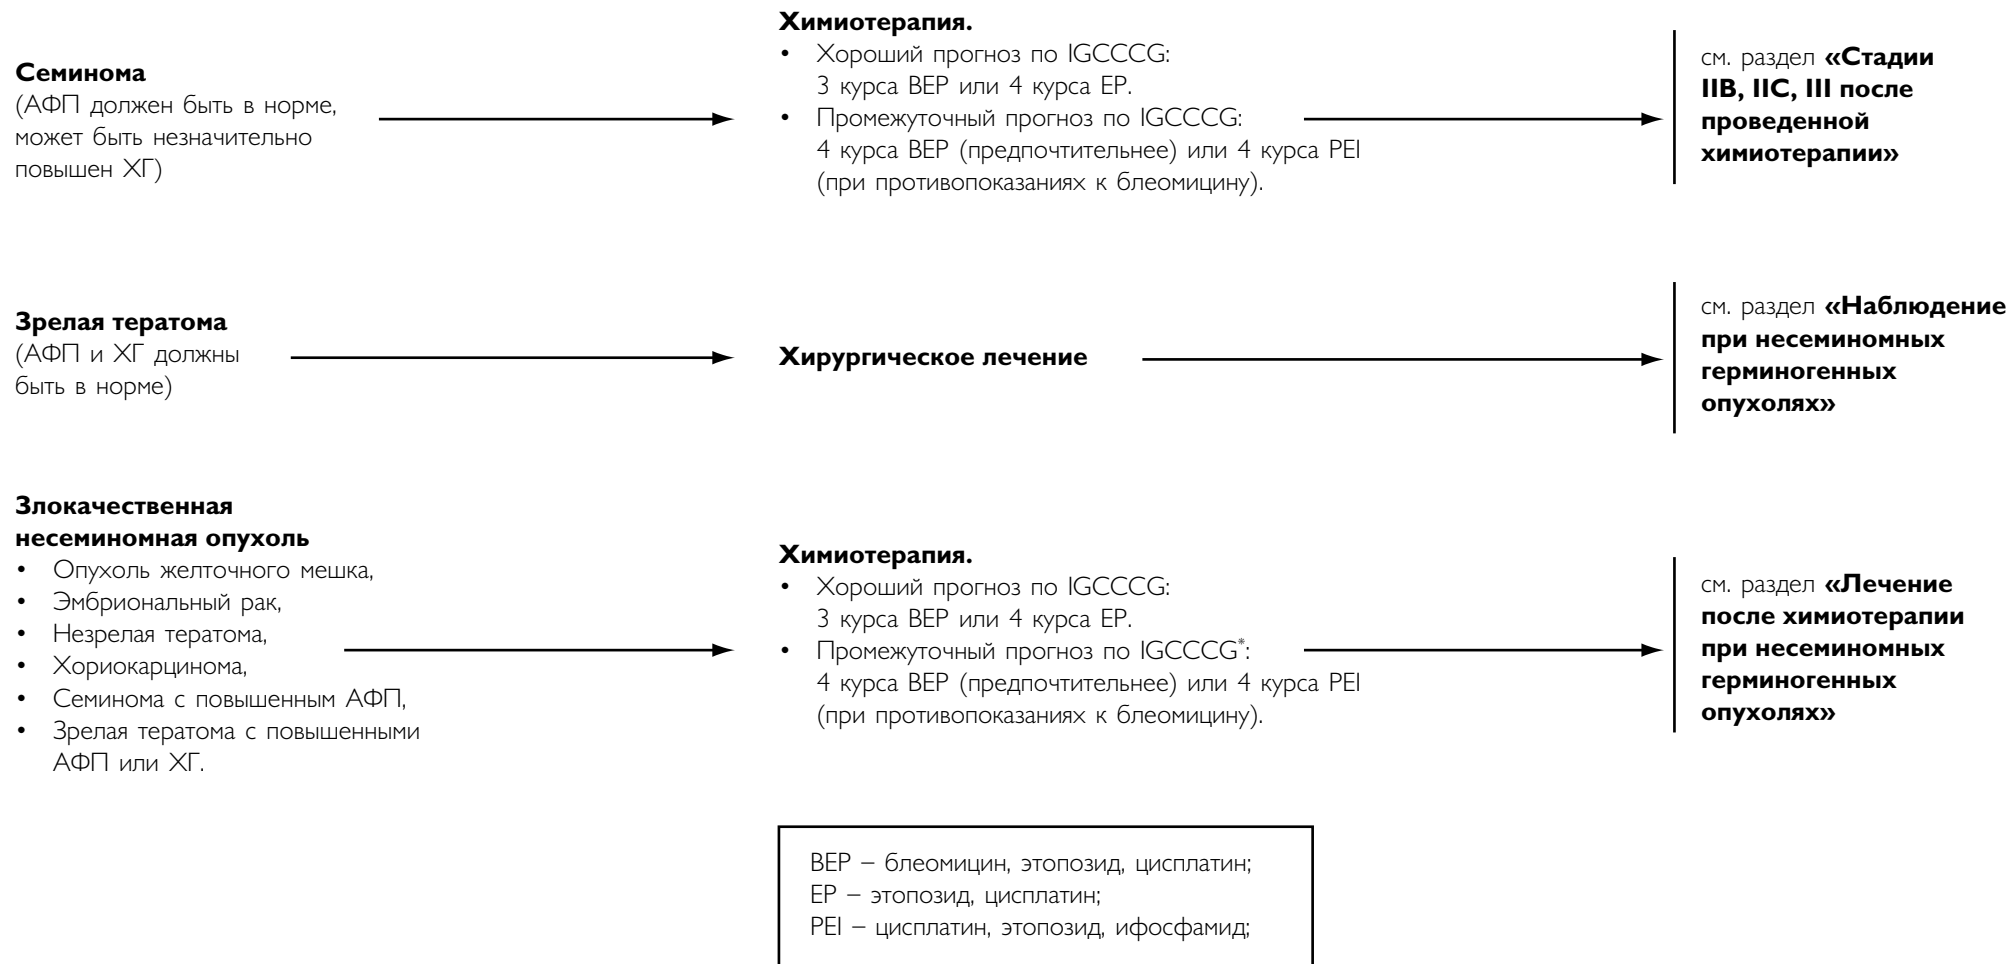 Семинома
(АФП должен быть в норме,
может быть незначительно
повышен ХГ)
Химиотерапия.
• Хороший прогноз по IGCCCG:
3 курса BEP или 4 курса EP.
• Промежуточный прогноз по IGCCCG:
4 курса BEP (предпочтительнее) или 4 курса PEI
(при противопоказаниях к блеомицину).
см. раздел «Стадии
IIB, IIC, III после
проведенной
химиотерапии»
Зрелая тератома
(АФП и ХГ должны
быть в норме)
Хирургическое лечение
см. раздел «Наблюдение
при несеминомных
герминогенных
опухолях»
Злокачественная
несеминомная опухоль
• Опухоль желточного мешка,
• Эмбриональный рак,
• Незрелая тератома,
• Хориокарцинома,
• Семинома с повышенным АФП,
• Зрелая тератома с повышенными
АФП или ХГ.
Химиотерапия.
• Хороший прогноз по IGCCCG:
3 курса BEP или 4 курса EP.
• Промежуточный прогноз по IGCCCG*:
4 курса BEP (предпочтительнее) или 4 курса PEI
(при противопоказаниях к блеомицину).
см. раздел «Лечение
после химиотерапии
при несеминомных
герминогенных
опухолях»
BEP – блеомицин, этопозид, цисплатин;
EP – этопозид, цисплатин;
PEI – цисплатин, этопозид, ифосфамид;